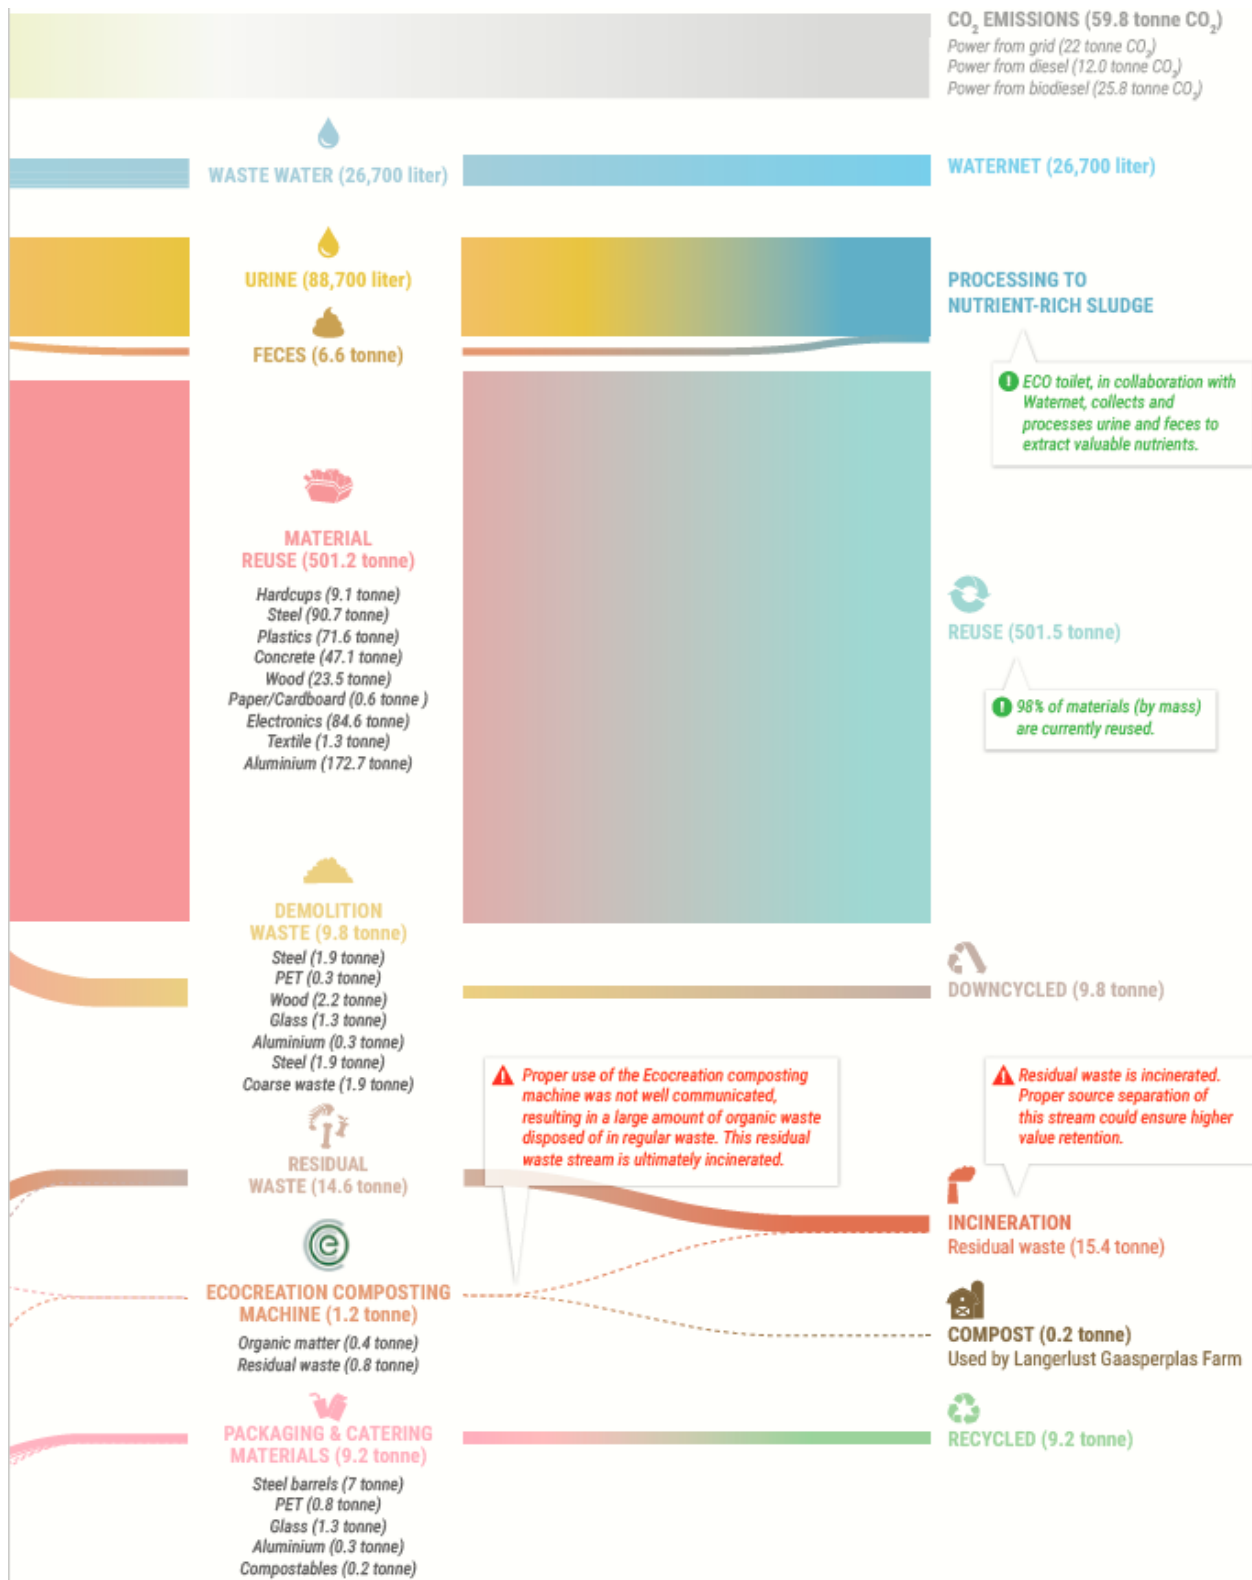 CO₂ EMISSIONS (59.8 tonne CO₂)
Power from grid (22 tonne CO₂)
Power from diesel (12.0 tonne CO₂)
Power from biodiesel (25.8 tonne CO₂)
WASTE WATER (26,700 liter)
WATERNET (26,700 liter)
URINE (88,700 liter)
FECES (6.6 tonne)
PROCESSING TO
NUTRIENT-RICH SLUDGE
ECO toilet, in collaboration with
Waternet, collects and
processes urine and feces to
extract valuable nutrients.
MATERIAL
REUSE (501.2 tonne)
Hardcups (9.1 tonne)
Steel (90.7 tonne)
Plastics (71.6 tonne)
Concrete (47.1 tonne)
Wood (23.5 tonne)
Paper/Cardboard (0.6 tonne )
Electronics (84.6 tonne)
Textile (1.3 tonne)
Aluminium (172.7 tonne)
REUSE (501.5 tonne)
98% of materials (by mass)
are currently reused.
DEMOLITION
WASTE (9.8 tonne)
Steel (1.9 tonne)
PET (0.3 tonne)
Wood (2.2 tonne)
Glass (1.3 tonne)
Aluminium (0.3 tonne)
Steel (1.9 tonne)
Coarse waste (1.9 tonne)
DOWNCYCLED (9.8 tonne)
Proper use of the Ecocreation composting
machine was not well communicated,
resulting in a large amount of organic waste
disposed of in regular waste. This residual
waste stream is ultimately incinerated.
Residual waste is incinerated.
Proper source separation of
this stream could ensure higher
value retention.
RESIDUAL
WASTE (14.6 tonne)
INCINERATION
Residual waste (15.4 tonne)
e
ECOCREATION COMPOSTING
MACHINE (1.2 tonne)
Organic matter (0.4 tonne)
Residual waste (0.8 tonne)
COMPOST (0.2 tonne)
Used by Langerlust Gaasperplas Farm
PACKAGING & CATERING
MATERIALS (9.2 tonne)
Steel barrels (7 tonne)
PET (0.8 tonne)
Glass (1.3 tonne)
Aluminium (0.3 tonne)
Compostables (0.2 tonne)
RECYCLED (9.2 tonne)